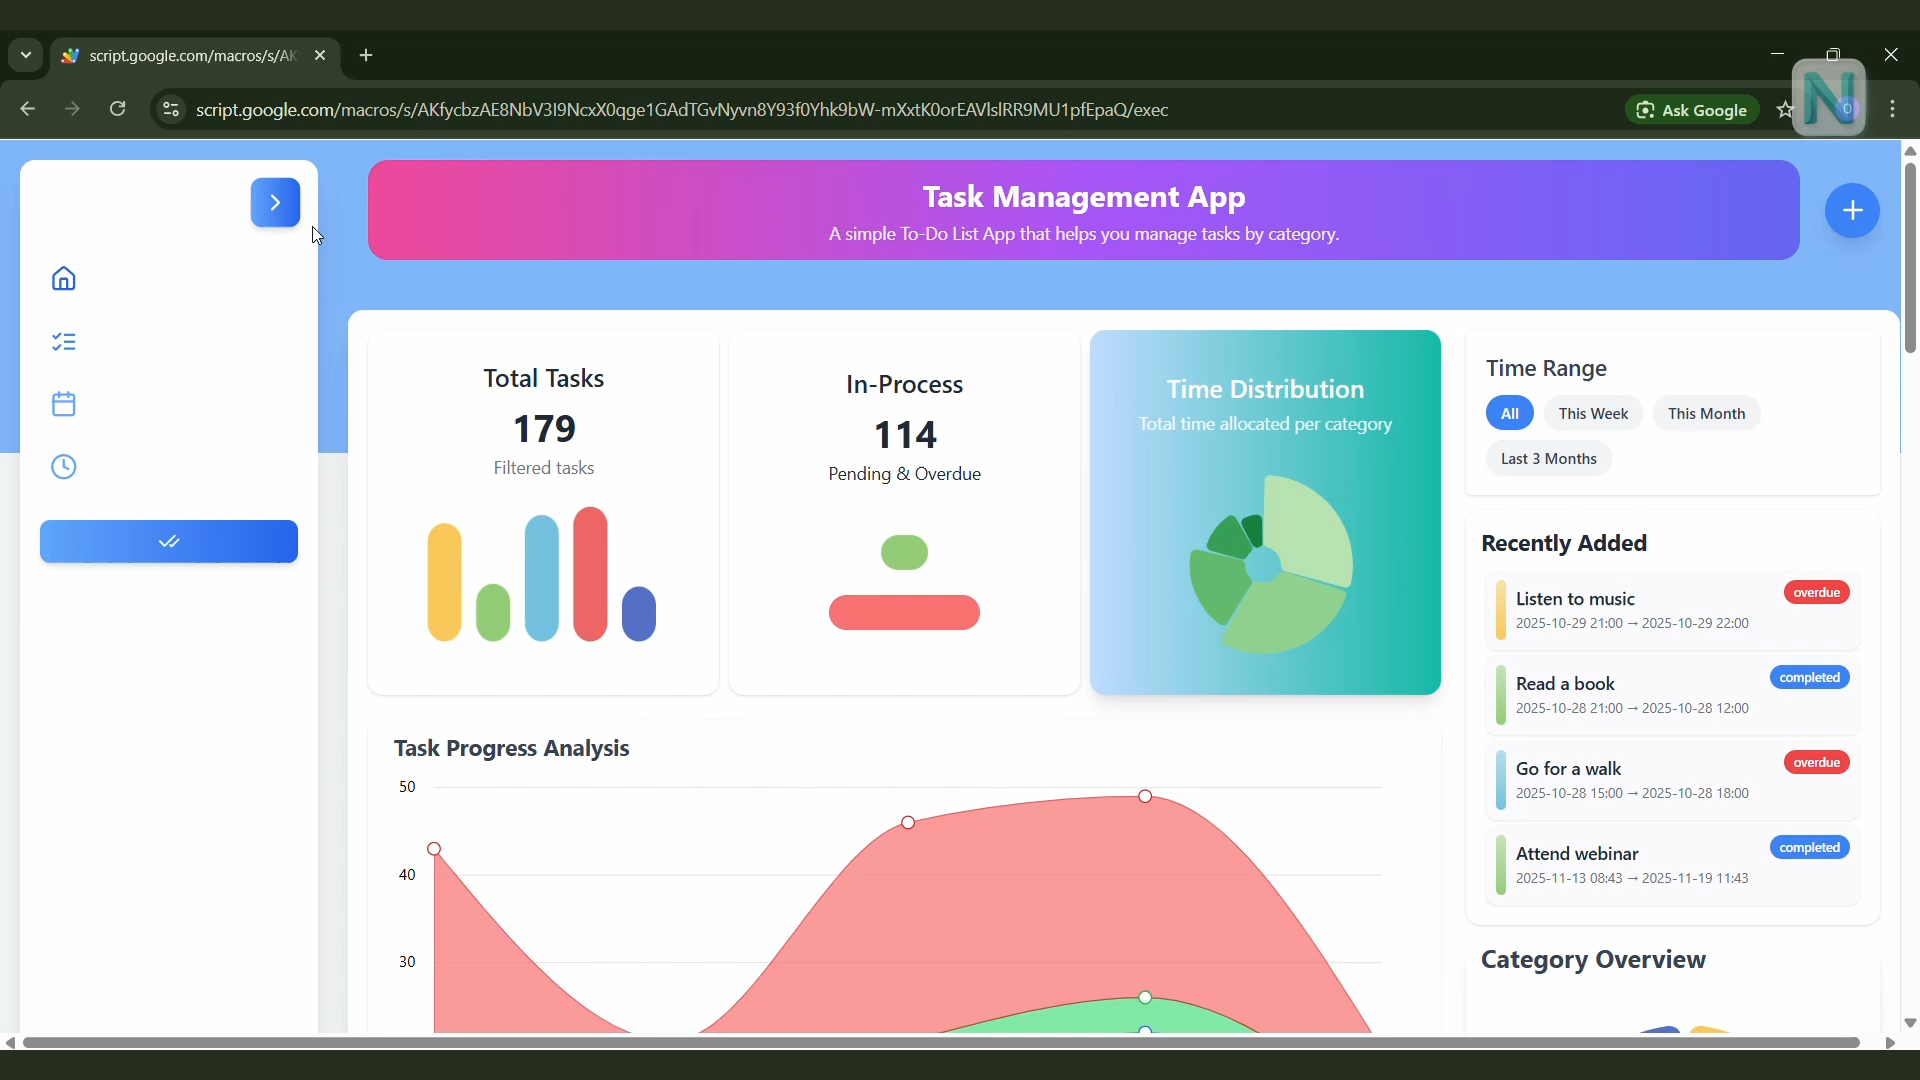 script.google.com/macros/s/AK
script.google.com/macros/s/AKfycbzAE8NbV3I9NcxX0qge1GAdTGvNyvn8Y93f0Yhk9bW-mXxtK0orEAVlslRR9MU1pfEpaQ/exec
Ask Google
N
Task Management App
A simple To-Do List App that helps you manage tasks by category.
Total Tasks
179
Filtered tasks
In-Process
114
Pending & Overdue
Time Distribution
Total time allocated per category
Time Range
All
This Week
This Month
Last 3 Months
Recently Added
Listen to music
overdue
2025-10-29 21:00 → 2025-10-29 22:00
Read a book
completed
2025-10-28 21:00 → 2025-10-28 12:00
Go for a walk
overdue
2025-10-28 15:00 → 2025-10-28 18:00
Attend webinar
completed
2025-11-13 08:43 → 2025-11-19 11:43
Category Overview
Task Progress Analysis
50
40
30